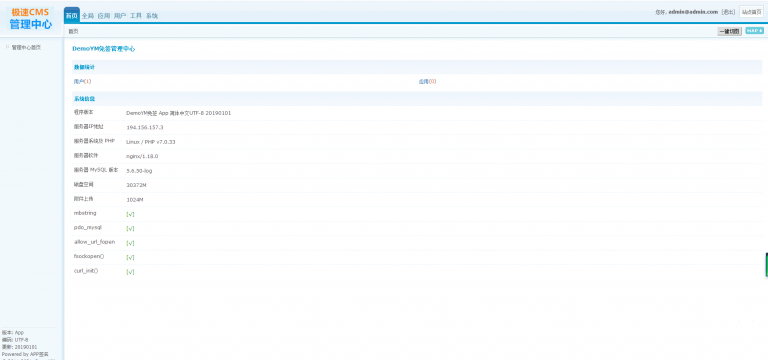 极速CMS
管理中心
首页 全局 应用 用户 工具 系统
您好, admin@admin.com [退出] 站点首页
首页
一键切图 MAP
管理中心首页
DemoYM免签管理中心
数据统计
用户(1) 应用(0)
系统信息
程序版本 DemoYM免签 App 简体中文UTF-8 20190101
服务器IP地址 194.156.157.3
服务器系统及 PHP Linux / PHP v7.0.33
服务器软件 nginx/1.18.0
服务器 MySQL 版本 5.6.50-log
磁盘空间 30372M
附件上传 1024M
mbstring [√]
pdo_mysql [√]
allow_url_fopen [√]
fsockopen() [√]
curl_init() [√]
版本: App
编码: UTF-8
更新: 20190101
Powered by APP签名